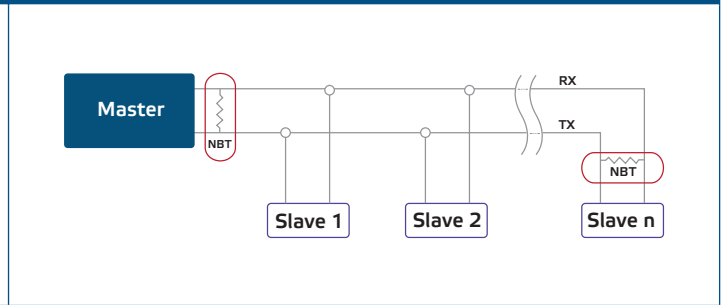 RX
Master
TX
NBT
NBT
Slave 1
Slave 2
Slave n